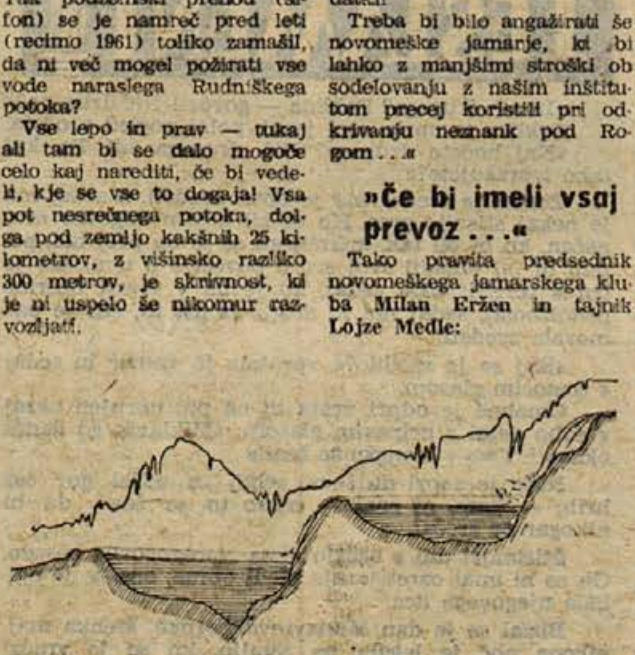 fon) se je namreč pred leti
(recimo 1961) toliko zamašil,
da ni več mogel požirati vse
vode naraslega Rudniškega
potoka?
Vse lepo in prav — tukaj
ali tam bi se dalo mogoče
celo kaj narediti, če bi vede-
li, kje se vse to dogaja! Vsa
pot nesrečnega potoka, dol-
ga pod zemljo kakšnih 25 ki-
lometrov, z višinsko razliko
300 metrov, je skrivnost, ki
je ni uspelo še nikomur raz-
vozljati.
Treba bi bilo angažirati še
novomeške jamarje, ki bi
lahko z manjšimi stroški ob
sodelovanju z našim inštitu-
tom precej koristili pri od-
krivanju neznank pod Ro-
gom...«
»Če bi imeli vsaj
prevoz...«
Tako pravita predsednik
novomeškega jamarskega klu-
ba Milan Eržen in tajnik
Lojze Medle: